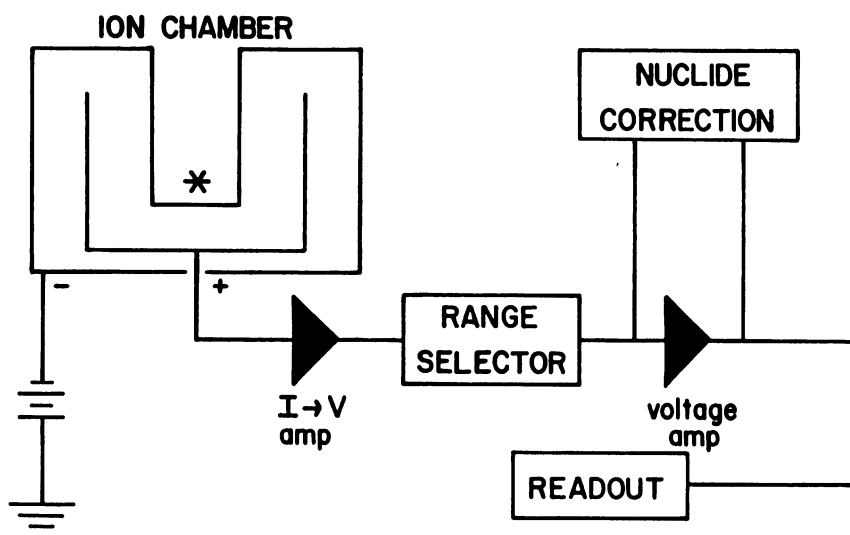 ION CHAMBER
NUCLIDE
CORRECTION
-
+
RANGE
SELECTOR
I→V
amp
voltage
amp
READOUT